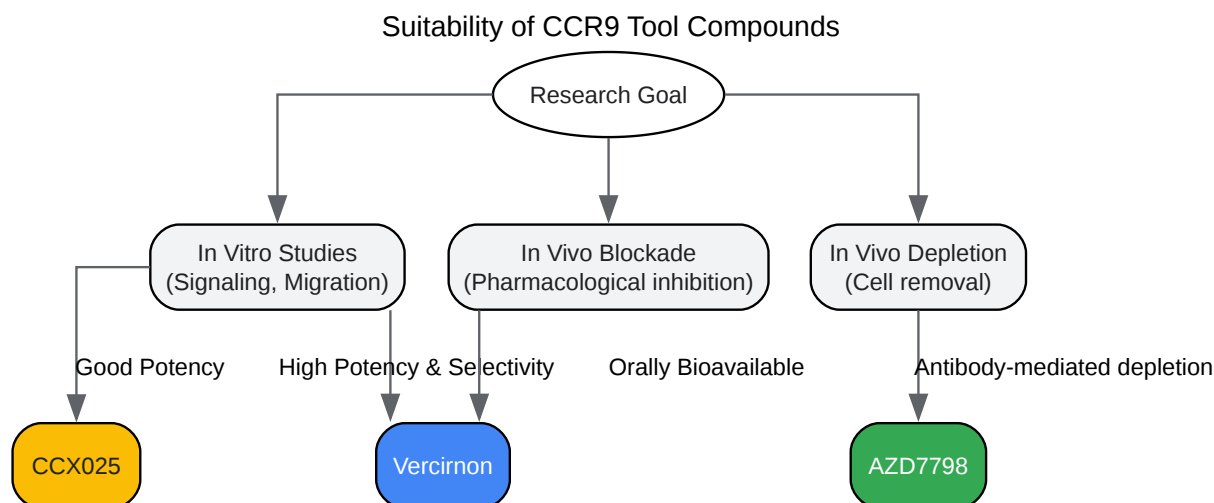 Suitability of CCR9 Tool Compounds
Research Goal
In Vitro Studies
(Signaling, Migration)
In Vivo Blockade
(Pharmacological inhibition)
In Vivo Depletion
(Cell removal)
Good Potency
High Potency & Selectivity
Orally Bioavailable
Antibody-mediated depletion
CCX025
Vercirnon
AZD7798